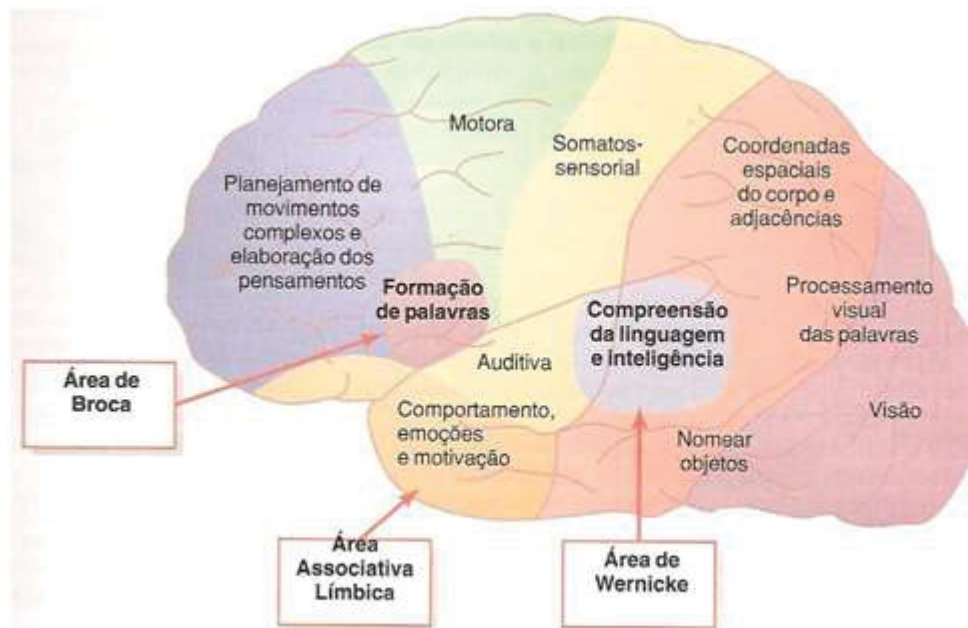 Motora
Somatos-
sensorial
Coordenadas
espaciais
do corpo e
adjacências
Planejamento de
movimentos
complexos e
elaboração dos
pensamentos
Formação
de palavras
Compreensão
da linguagem
e inteligência
Processamento
visual
das palavras
Auditiva
Área de
Broca
Comportamento,
emoções
e motivação
Visão
Nomear
objetos
Área
Associativa
Límbica
Área de
Wernicke